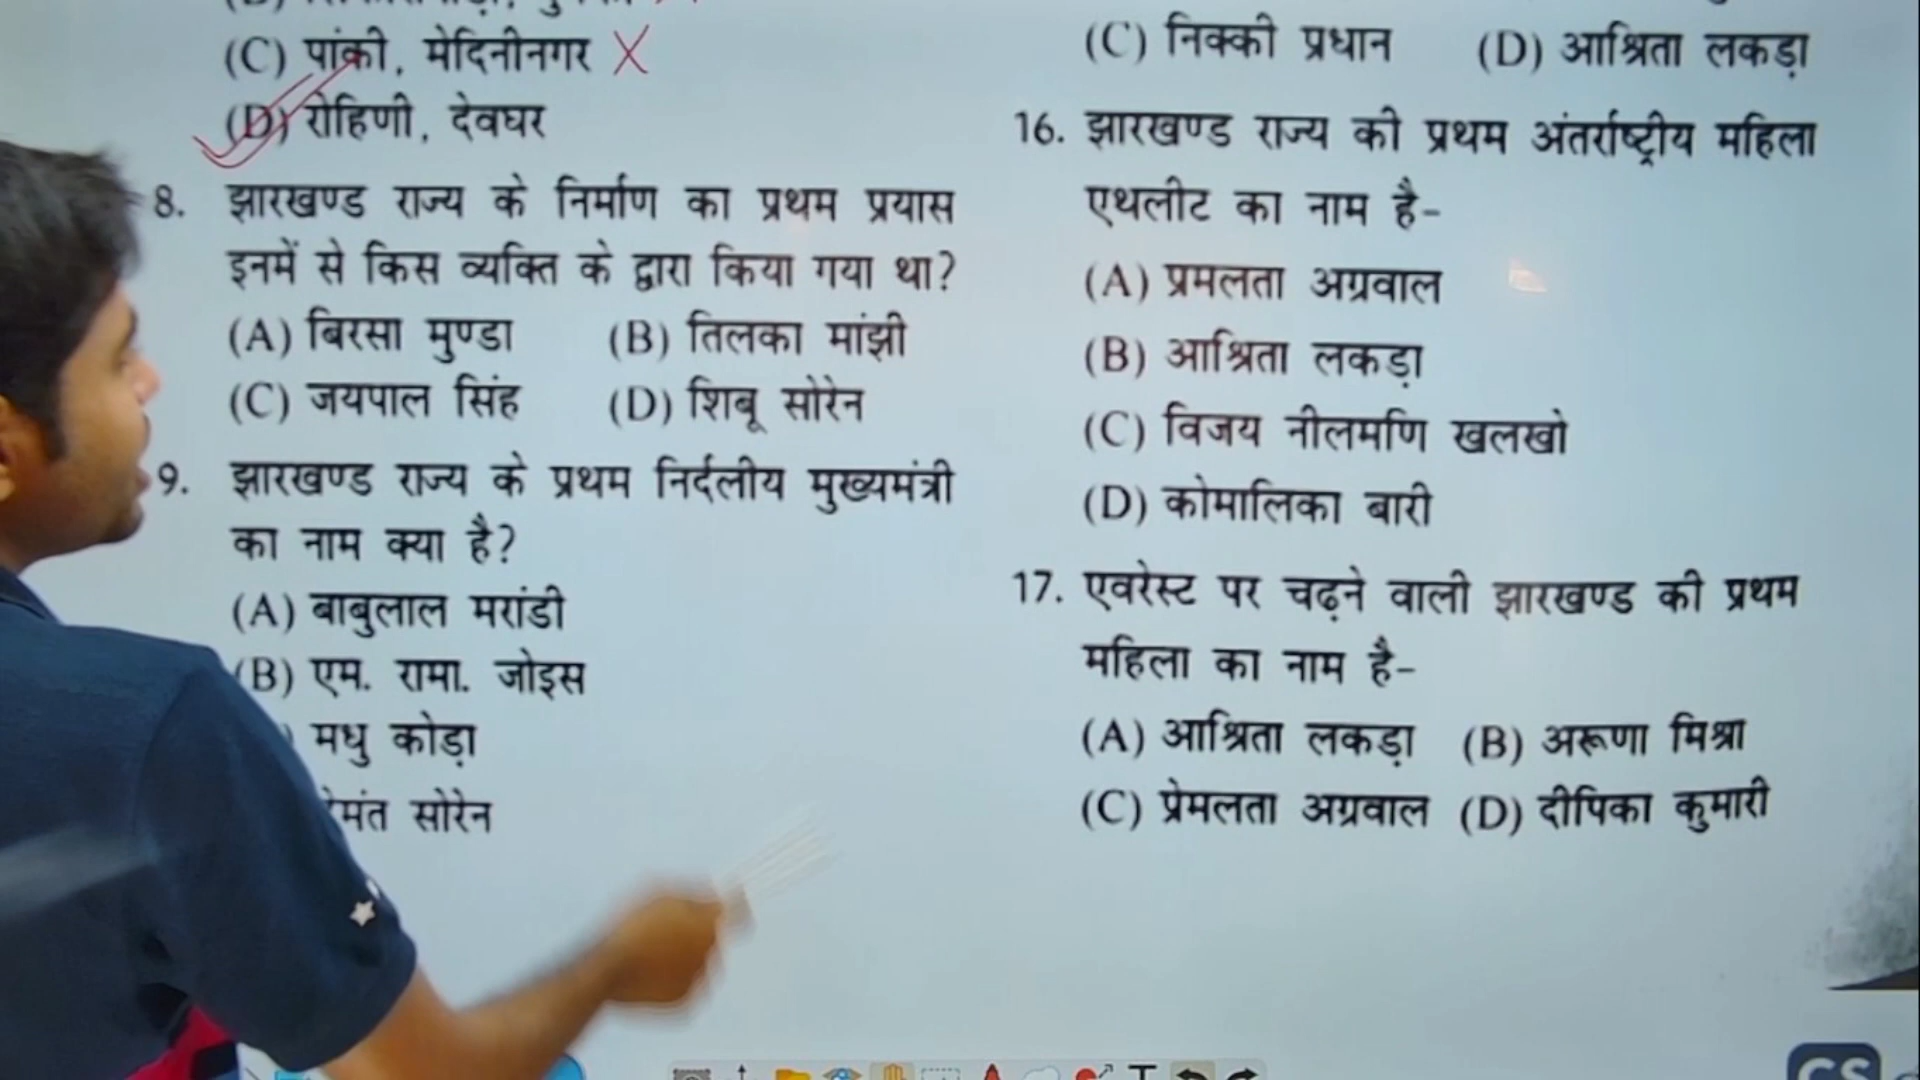 (C) पांकी, मेदिनीनगर X
(D) रोहिणी, देवघर
8. झारखण्ड राज्य के निर्माण का प्रथम प्रयास
इनमें से किस व्यक्ति के द्वारा किया गया था?
(A) बिरसा मुण्डा (B) तिलका मांझी
(C) जयपाल सिंह (D) शिबू सोरेन
9. झारखण्ड राज्य के प्रथम निर्दलीय मुख्यमंत्री
का नाम क्या है?
(A) बाबुलाल मरांडी
(B) एम. रामा. जोइस
मधु कोड़ा
सोरेन
(C) निक्की प्रधान (D) आश्रिता लकड़ा
16. झारखण्ड राज्य की प्रथम अंतर्राष्ट्रीय महिला
एथलीट का नाम है-
(A) प्रमलता अग्रवाल
(B) आश्रिता लकड़ा
(C) विजय नीलमणि खलखो
(D) कोमालिका बारी
17. एवरेस्ट पर चढ़ने वाली झारखण्ड की प्रथम
महिला का नाम है-
(A) आश्रिता लकड़ा (B) अरूणा मिश्रा
(C) प्रेमलता अग्रवाल (D) दीपिका कुमारी